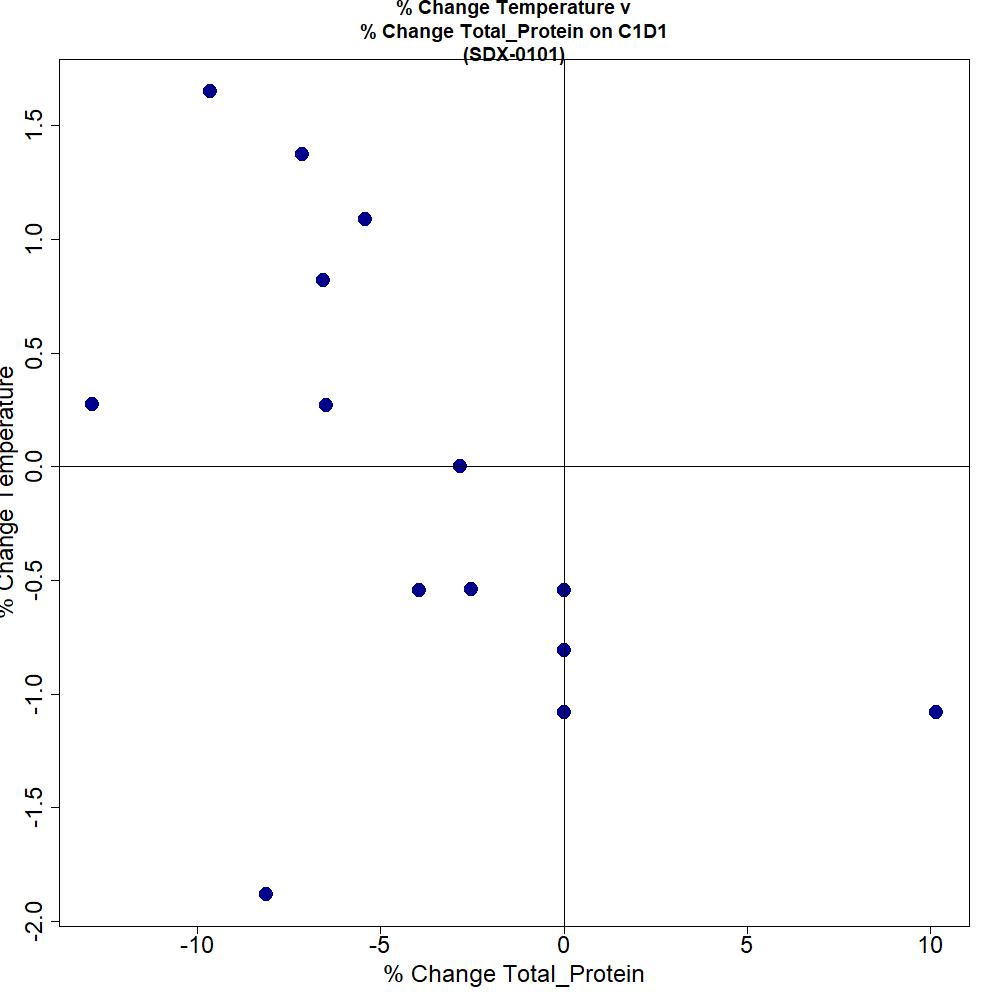 % Change Temperature v
% Change Total_Protein on C1D1
(SDX-0101)
% Change Temperature
1.5
1.0
0.5
0.0
-0.5
-1.0
-1.5
-2.0
-10
-5
0
5
10
% Change Total_Protein